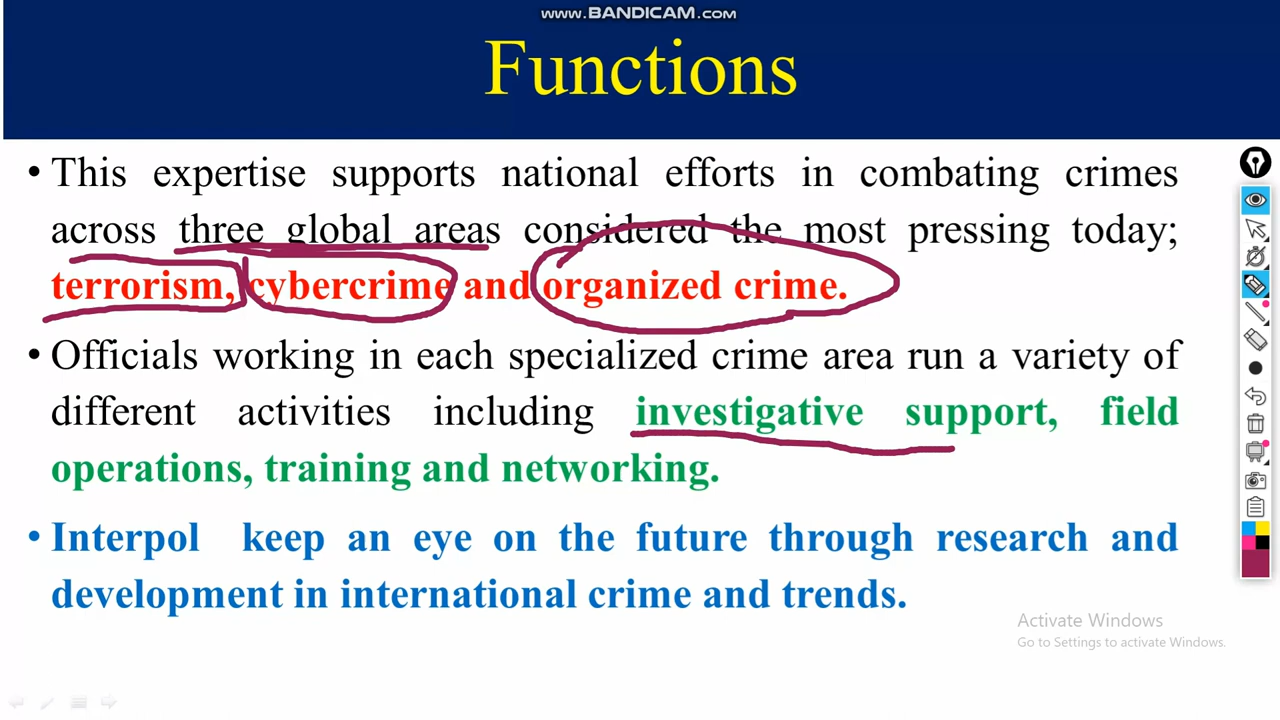 www.BANDICAM.com
Functions
• This expertise supports national efforts in combating crimes
across three global areas considered the most pressing today;
terrorism, cybercrime and organized crime.
• Officials working in each specialized crime area run a variety of
different activities including investigative support, field
operations, training and networking.
• Interpol keep an eye on the future through research and
development in international crime and trends.
Activate Windows
Go to Settings to activate Windows.